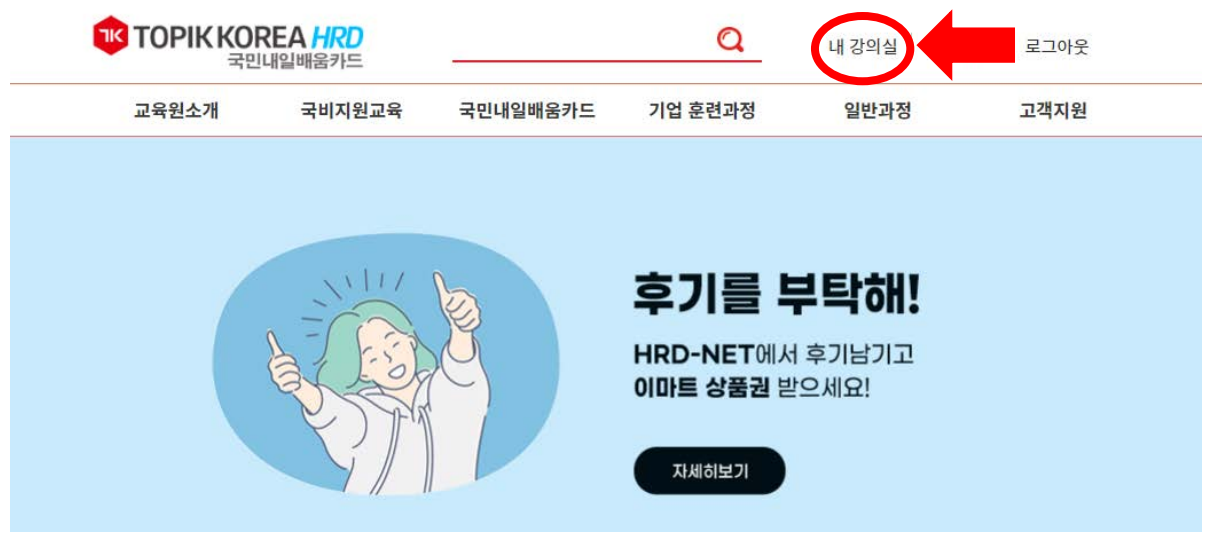 TK TOPIK KOREA HRD
국민내일배움카드
내 강의실
로그아웃
교육원소개 국비지원교육 국민내일배움카드 기업 훈련과정 일반과정 고객지원
후기를 부탁해!
HRD-NET에서 후기남기고
이마트 상품권 받으세요!
자세히보기